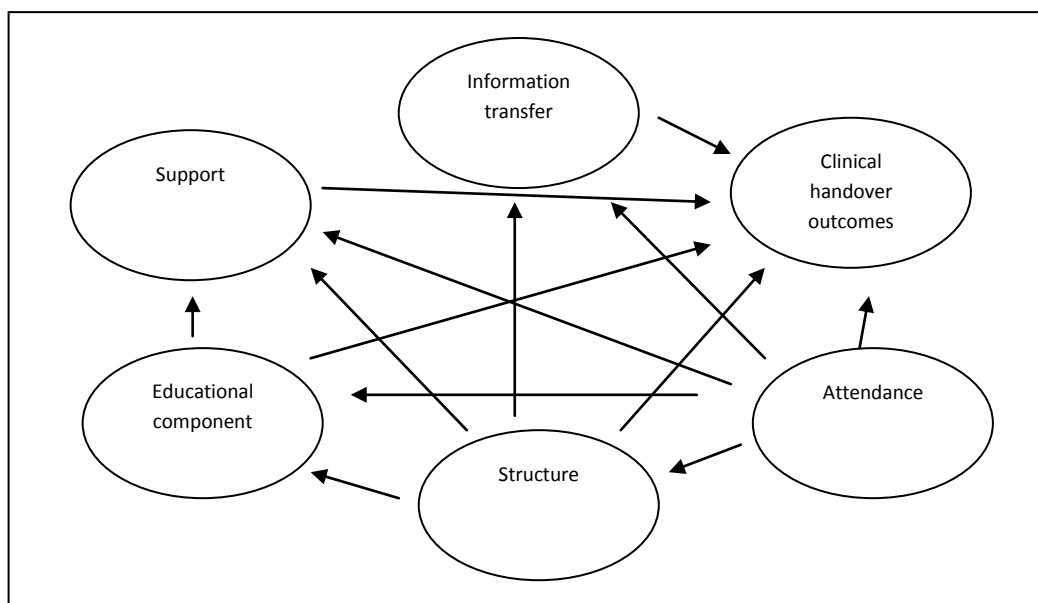 Information
transfer
Support
Clinical
handover
outcomes
Educational
component
Attendance
Structure